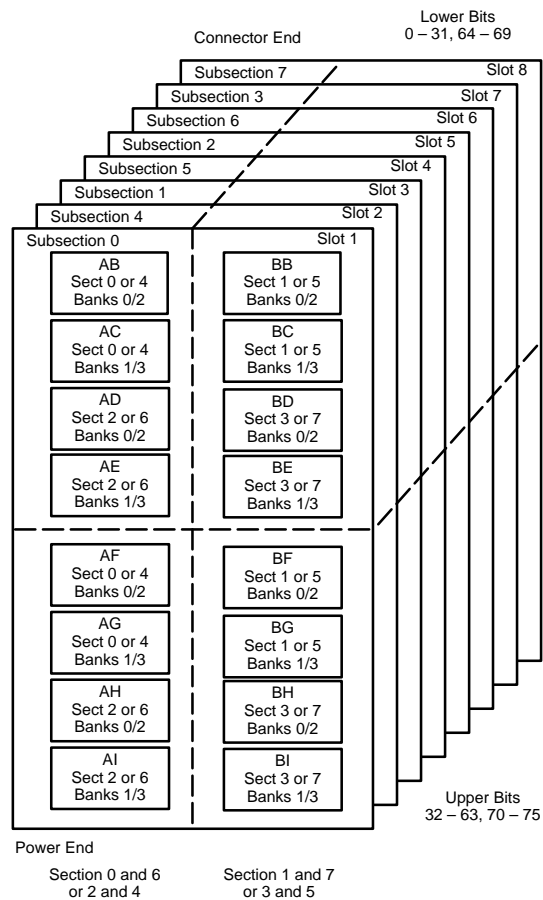 Lower Bits
0 – 31, 64 – 69
Connector End
Subsection 7 Slot 8
Subsection 3 Slot 7
Subsection 6 Slot 6
Subsection 2 Slot 5
Subsection 5 Slot 4
Subsection 1 Slot 3
Subsection 4 Slot 2
Subsection 0 Slot 1
AB
Sect 0 or 4
Banks 0/2
BB
Sect 1 or 5
Banks 0/2
AC
Sect 0 or 4
Banks 1/3
BC
Sect 1 or 5
Banks 1/3
AD
Sect 2 or 6
Banks 0/2
BD
Sect 3 or 7
Banks 0/2
AE
Sect 2 or 6
Banks 1/3
BE
Sect 3 or 7
Banks 1/3
AF
Sect 0 or 4
Banks 0/2
BF
Sect 1 or 5
Banks 0/2
AG
Sect 0 or 4
Banks 1/3
BG
Sect 1 or 5
Banks 1/3
AH
Sect 2 or 6
Banks 0/2
BH
Sect 3 or 7
Banks 0/2
AI
Sect 2 or 6
Banks 1/3
BI
Sect 3 or 7
Banks 1/3
Upper Bits
32 – 63, 70 – 75
Power End
Section 0 and 6
or 2 and 4
Section 1 and 7
or 3 and 5